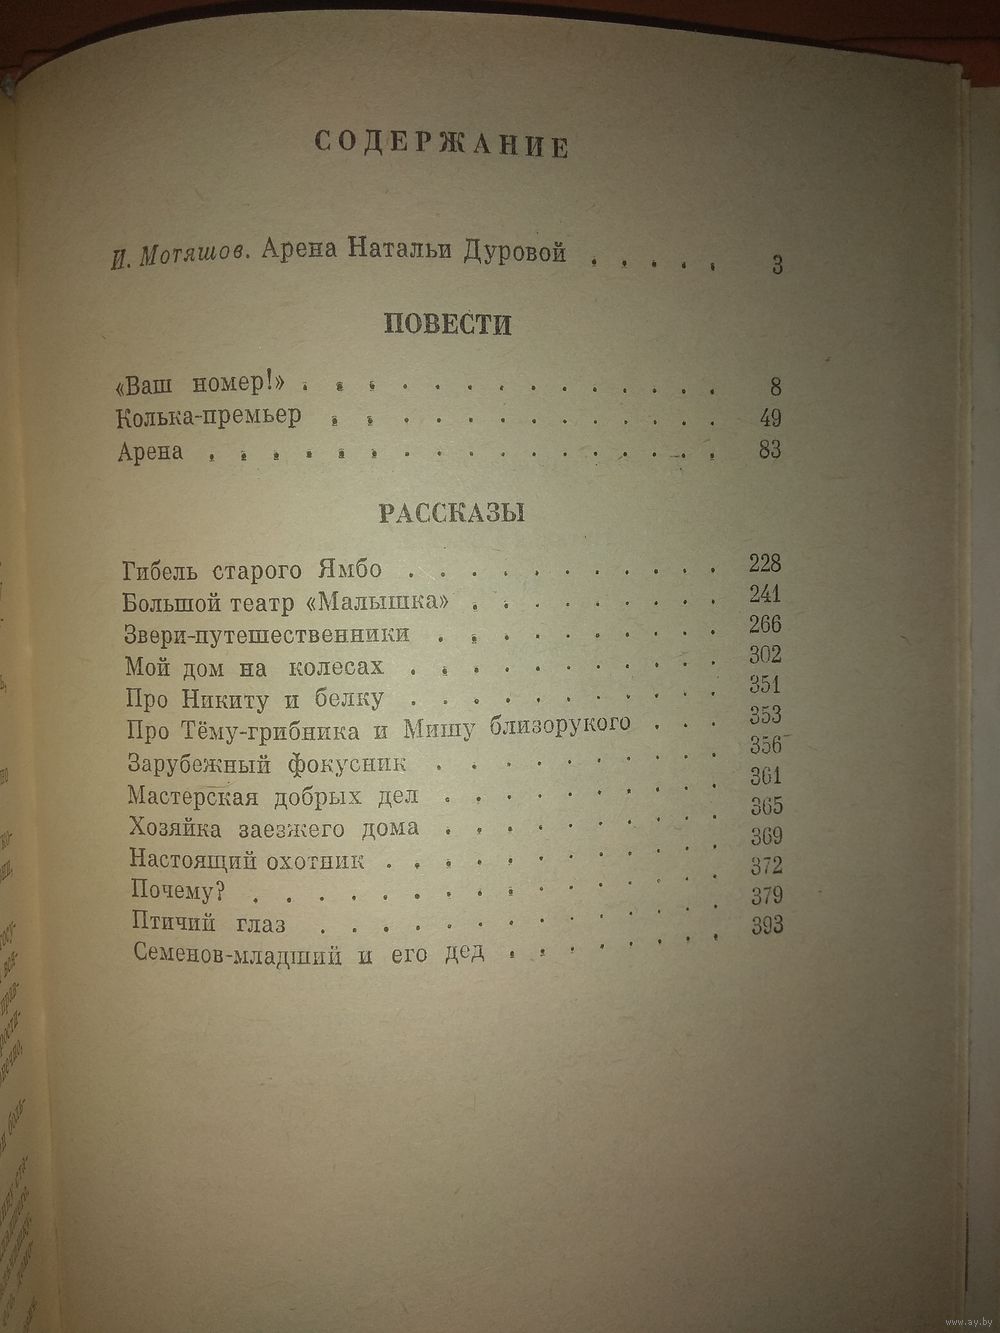 СОДЕРЖАНИЕ
И. Мотяшов. Арена Натальи Дуровой . . . . . 3
ПОВЕСТИ
«Ваш номер!» . . . . . . . . . . . . . 8
Колька-премьер . . . . . . . . . . . . 49
Арена . . . . . . . . . . . . . . . . 83
РАССКАЗЫ
Гибель старого Ямбо . . . . . . . . . . 228
Большой театр «Малышка» . . . . . . . . 241
Звери-путешественники . . . . . . . . . 266
Мой дом на колесах . . . . . . . . . . 302
Про Никиту и белку . . . . . . . . . . 351
Про Тёму-грибника и Мишу близорукого . . . 353
Зарубежный фокусник . . . . . . . . . 356
Мастерская добрых дел . . . . . . . . . 361
Хозяйка заезжего дома . . . . . . . . . 365
Настоящий охотник . . . . . . . . . . . 369
Почему? . . . . . . . . . . . . . . . 372
Птичий глаз . . . . . . . . . . . . . 379
Семенов-младший и его дед . . . . . . . 393
www.ay.by